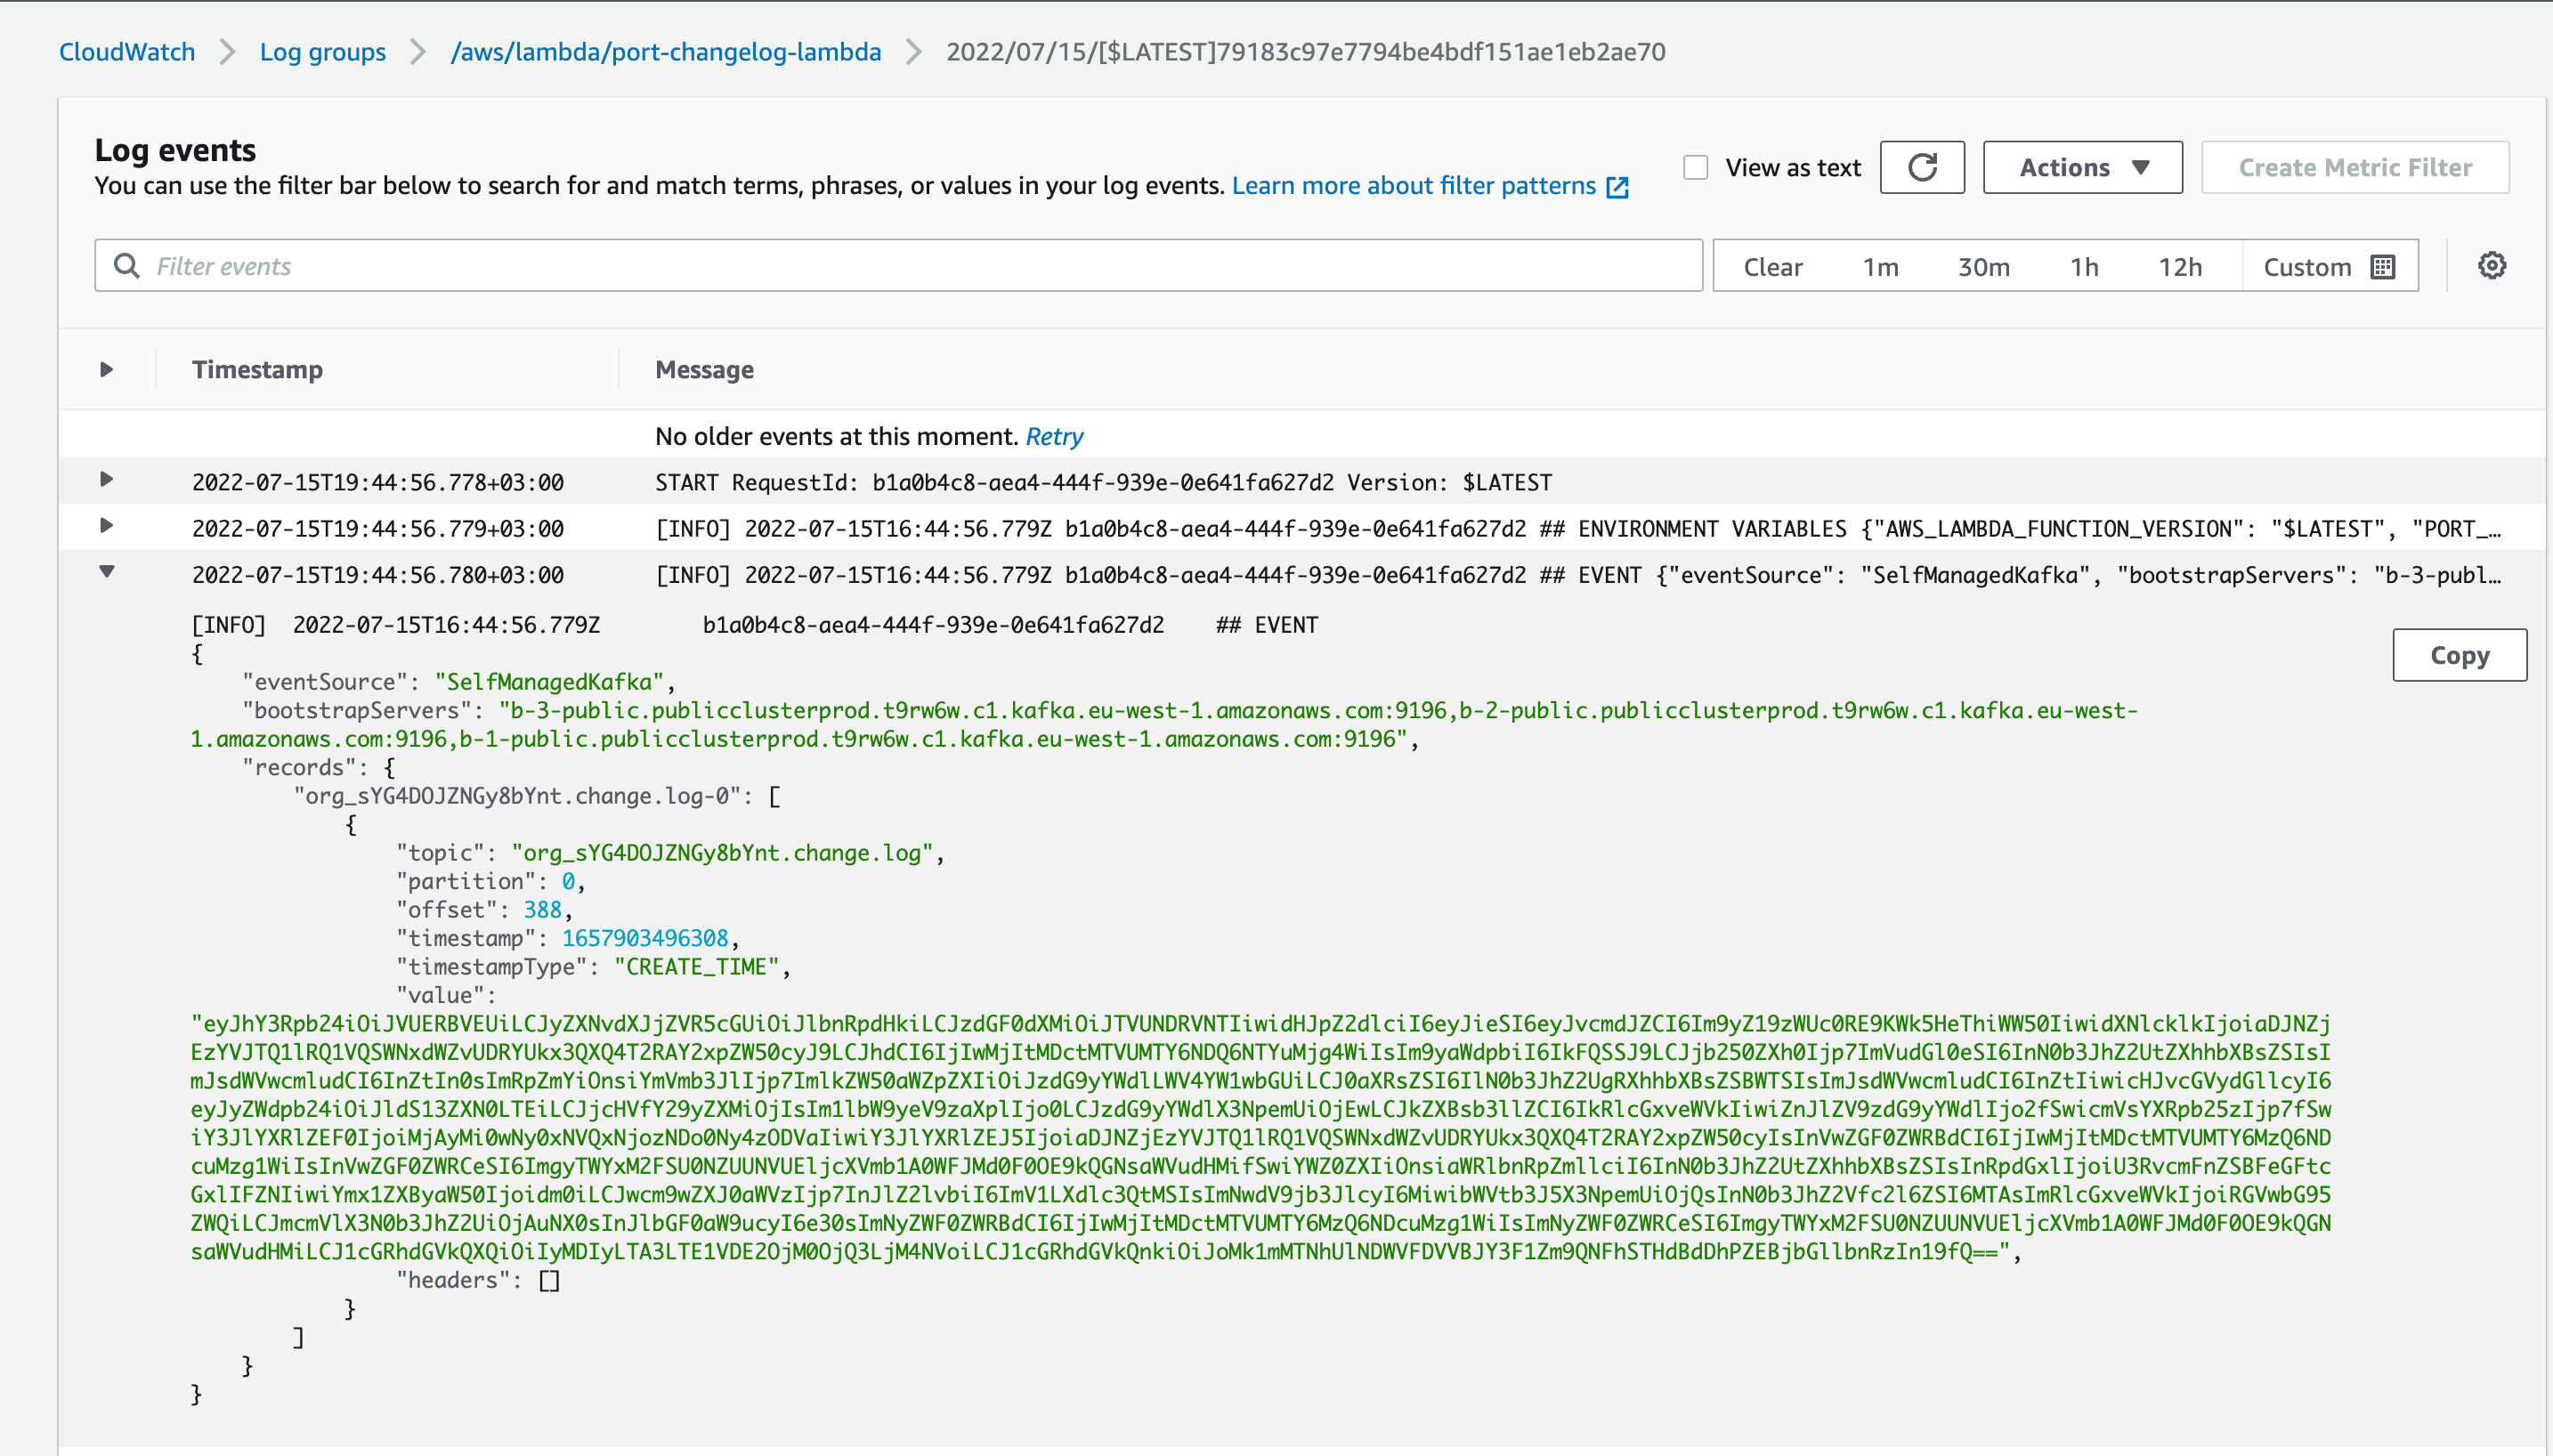 CloudWatch > Log groups > /aws/lambda/port-changelog-lambda > 2022/07/15/[$LATEST]79183c97e7794be4bdf151ae1eb2ae70
Log events
You can use the filter bar below to search for and match terms, phrases, or values in your log events. Learn more about filter patterns
View as text
Actions
Create Metric Filter
Filter events
Clear 1m 30m 1h 12h Custom
Timestamp Message
No older events at this moment. Retry
2022-07-15T19:44:56.778+03:00 START RequestId: b1a0b4c8-aea4-444f-939e-0e641fa627d2 Version: $LATEST
2022-07-15T19:44:56.779+03:00 [INFO] 2022-07-15T16:44:56.779Z b1a0b4c8-aea4-444f-939e-0e641fa627d2 ## ENVIRONMENT VARIABLES {"AWS_LAMBDA_FUNCTION_VERSION": "$LATEST", "PORT_…
2022-07-15T19:44:56.780+03:00 [INFO] 2022-07-15T16:44:56.779Z b1a0b4c8-aea4-444f-939e-0e641fa627d2 ## EVENT {"eventSource": "SelfManagedKafka", "bootstrapServers": "b-3-publ…
[INFO] 2022-07-15T16:44:56.779Z b1a0b4c8-aea4-444f-939e-0e641fa627d2 ## EVENT
Copy
{
"eventSource": "SelfManagedKafka",
"bootstrapServers": "b-3-public.publicclusterprod.t9rw6w.c1.kafka.eu-west-1.amazonaws.com:9196,b-2-public.publicclusterprod.t9rw6w.c1.kafka.eu-west-
1.amazonaws.com:9196,b-1-public.publicclusterprod.t9rw6w.c1.kafka.eu-west-1.amazonaws.com:9196",
"records": {
"org_sYG4DOJZNGy8bYnt.change.log-0": [
{
"topic": "org_sYG4DOJZNGy8bYnt.change.log",
"partition": 0,
"offset": 388,
"timestamp": 1657903496308,
"timestampType": "CREATE_TIME",
"value":
"eyJhY3Rpb24iOiJVUERBVEUiLCJyZXNvdXJjZVR5cGUiOiJlbnRpdHkiLCJzdGF0dXMiOiJTVUNDRVNTIiwidHJpZ2dlciI6eyJieSI6eyJvcmdJZCI6Im9yZ19zWUc0RE9KWk5HeThiWW50IiwidXNlcklkIjoiaDJNZj
EzYVJTQ1lRQ1VQSWNxdWZvUDRYUkx3QXQ4T2RAY2xpZW50cyJ9LCJhdCI6IjIwMjItMDctMTVUMTY6NDQ6NTYuMjg4WiIsIm9yaWdpbiI6IkFQSSJ9LCJjb250ZXh0Ijp7ImVudGl0eSI6InN0b3JhZ2UtZXhhbXBsZSIsI
mJsdWVwcmludCI6InZtIn0sImRpZmYiOnsiYmVmb3JlIjp7ImlkZW50aWZpZXIiOiJzdG9yYWdlLWV4YW1wbGUiLCJ0aXRsZSI6IlN0b3JhZ2UgRXhhbXBsZSBWTSIsImJsdWVwcmludCI6InZtIiwicHJvcGVydGllcyI6
eyJyZWdpb24iOiJldS13ZXN0LTEiLCJjcHVfY29yZXMiOjIsIm1lbW9yeV9zaXplIjo0LCJzdG9yYWdlX3NpemUiOjEwLCJkZXBsb3llZCI6IkRlcGxveWVkIiwiZnJlZV9zdG9yYWdlIjo2fSwicmVsYXRpb25zIjp7fSw
iY3JlYXRlZEF0IjoiMjAyMi0wNy0xNVQxNjozNDo0Ny4zODVaIiwiY3JlYXRlZEJ5IjoiaDJNZjEzYVJTQ1lRQ1VQSWNxdWZvUDRYUkx3QXQ4T2RAY2xpZW50cyIsInVwZGF0ZWRBdCI6IjIwMjItMDctMTVUMTY6MzQ6ND
cuMzg1WiIsInVwZGF0ZWRCeSI6ImgyTWYxM2FSU0NZUUNVUEljcXVmb1A0WFJMd0F0OE9kQGNsaWVudHMifSwiYWZ0ZXIiOnsiaWRlbnRpZmllciI6InN0b3JhZ2UtZXhhbXBsZSIsInRpdGxlIjoiU3RvcmFnZSBFeGFtc
GxlIFZNIiwiYmx1ZXByaW50Ijoidm0iLCJwcm9wZXJ0aWVzIjp7InJlZ2lvbiI6ImV1LXdlc3QtMSIsImNwdV9jb3JlcyI6MiwibWVtb3J5X3NpemUiOjQsInN0b3JhZ2Vfc2l6ZSI6MTAsImRlcGxveWVkIjoiRGVwbG95
ZWQiLCJmcmVlX3N0b3JhZ2UiOjAuNX0sInJlbGF0aW9ucyI6e30sImNyZWF0ZWRBdCI6IjIwMjItMDctMTVUMTY6MzQ6NDcuMzg1WiIsImNyZWF0ZWRCeSI6ImgyTWYxM2FSU0NZUUNVUEljcXVmb1A0WFJMd0F0OE9kQGN
saWVudHMiLCJ1cGRhdGVkQXQiOiIyMDIyLTA3LTE1VDE2OjM0OjQ3LjM4NVoiLCJ1cGRhdGVkQnkiOiJoMk1mMTNhUlNDWVFDVVBJY3F1Zm9QNFhSTHdBdDhPZEBjbGllbnRzIn19fQ==",
"headers": []
}
]
}
}